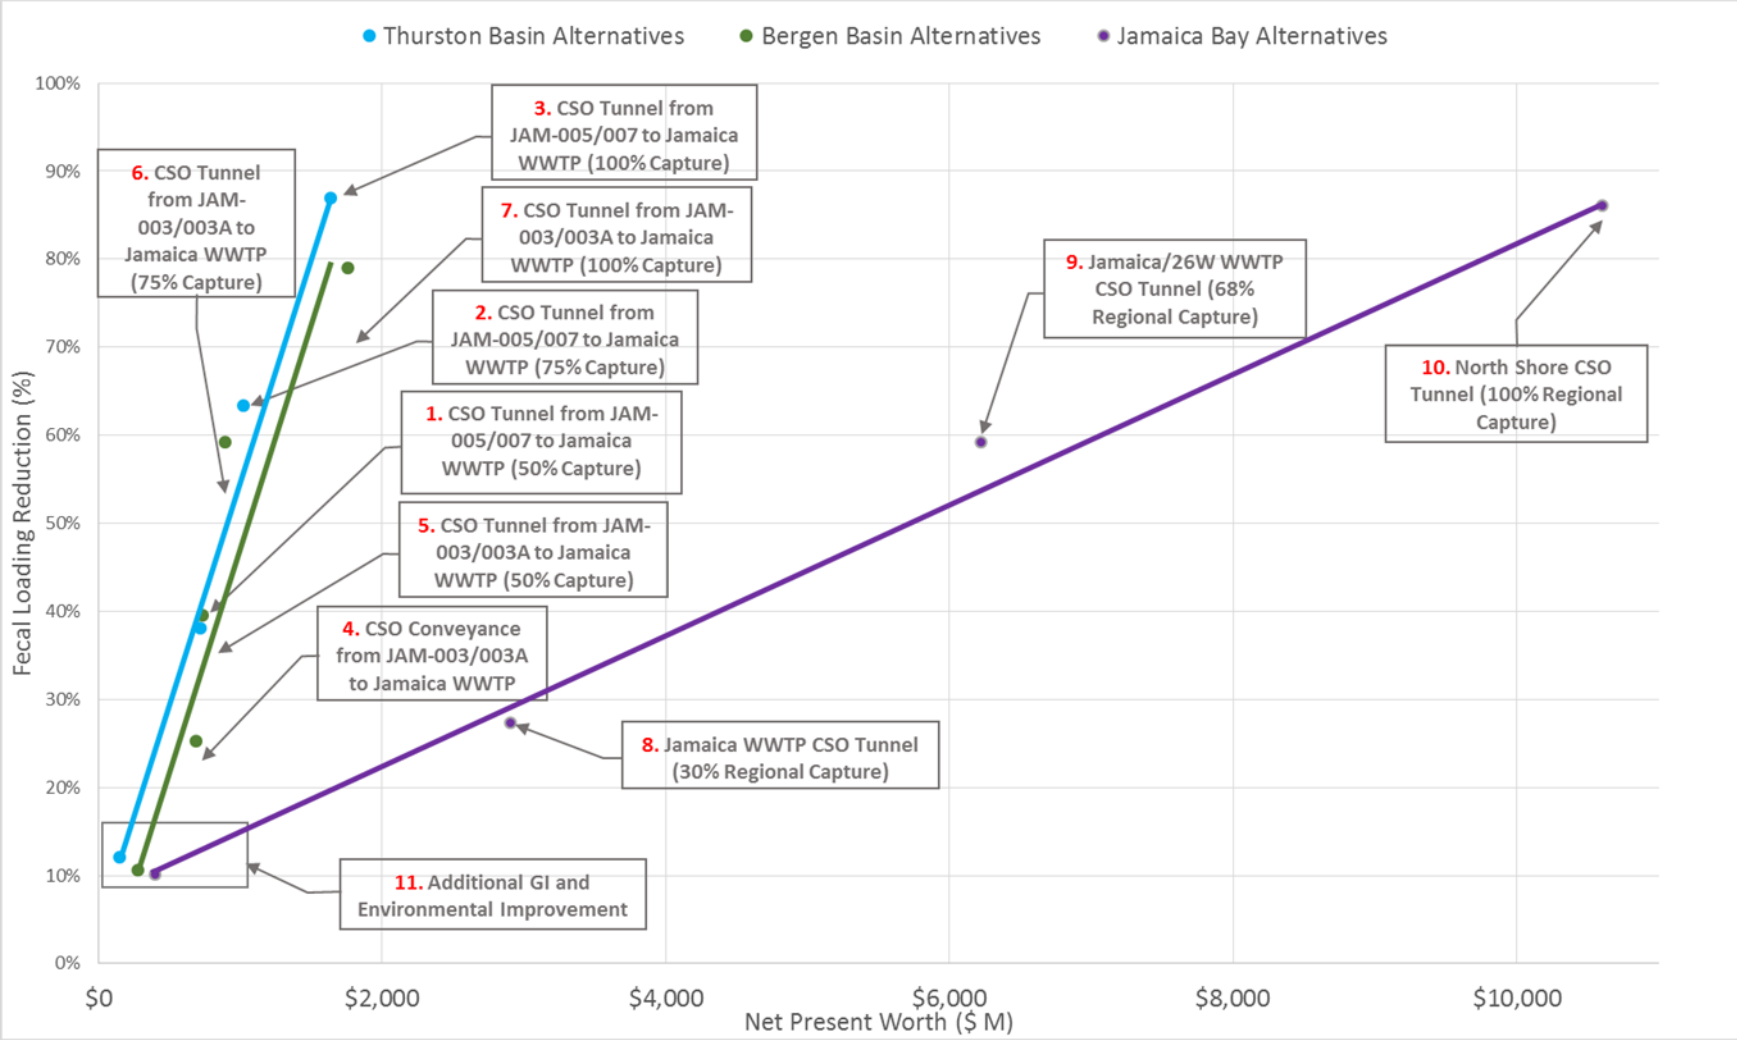 Thurston Basin Alternatives
Bergen Basin Alternatives
Jamaica Bay Alternatives
100%
90%
80%
70%
60%
50%
40%
30%
20%
10%
0%
Fecal Loading Reduction (%)
3. CSO Tunnel from
JAM-005/007 to Jamaica
WWTP (100% Capture)
6. CSO Tunnel
from JAM-
003/003A to
Jamaica WWTP
(75% Capture)
7. CSO Tunnel from JAM-
003/003A to Jamaica
WWTP (100% Capture)
2. CSO Tunnel from
JAM-005/007 to Jamaica
WWTP (75% Capture)
1. CSO Tunnel from JAM-
005/007 to Jamaica
WWTP (50% Capture)
5. CSO Tunnel from JAM-
003/003A to Jamaica
WWTP (50% Capture)
4. CSO Conveyance
from JAM-003/003A
to Jamaica WWTP
9. Jamaica/26W WWTP
CSO Tunnel (68%
Regional Capture)
10. North Shore CSO
Tunnel (100% Regional
Capture)
8. Jamaica WWTP CSO Tunnel
(30% Regional Capture)
11. Additional GI and
Environmental Improvement
$0
$2,000
$4,000
$6,000
$8,000
$10,000
Net Present Worth ($ M)